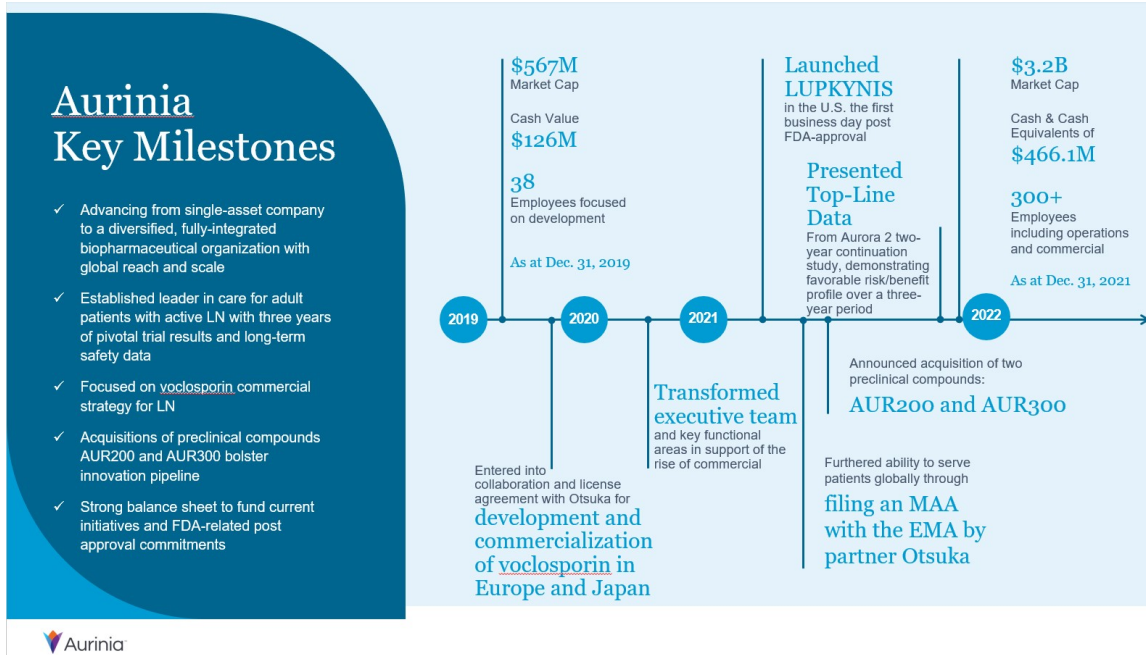 Aurinia
Key Milestones
✓ Advancing from single-asset company
to a diversified, fully-integrated
biopharmaceutical organization with
global reach and scale
✓ Established leader in care for adult
patients with active LN with three years
of pivotal trial results and long-term
safety data
✓ Focused on voclosporin commercial
strategy for LN
✓ Acquisitions of preclinical compounds
AUR200 and AUR300 bolster
innovation pipeline
✓ Strong balance sheet to fund current
initiatives and FDA-related post
approval commitments
$567M
Market Cap
Cash Value
$126M
38
Employees focused
on development
As at Dec. 31, 2019
Launched
LUPKYNIS
in the U.S. the first
business day post
FDA-approval
Presented
Top-Line
Data
From Aurora 2 two-
year continuation
study, demonstrating
favorable risk/benefit
profile over a three-
year period
$3.2B
Market Cap
Cash & Cash
Equivalents of
$466.1M
300+
Employees
including operations
and commercial
As at Dec. 31, 2021
2019
2020
2021
2022
Entered into
collaboration and license
agreement with Otsuka for
development and
commercialization
of voclosporin in
Europe and Japan
Transformed
executive team
and key functional
areas in support of the
rise of commercial
Announced acquisition of two
preclinical compounds:
AUR200 and AUR300
Furthered ability to serve
patients globally through
filing an MAA
with the EMA by
partner Otsuka
Aurinia